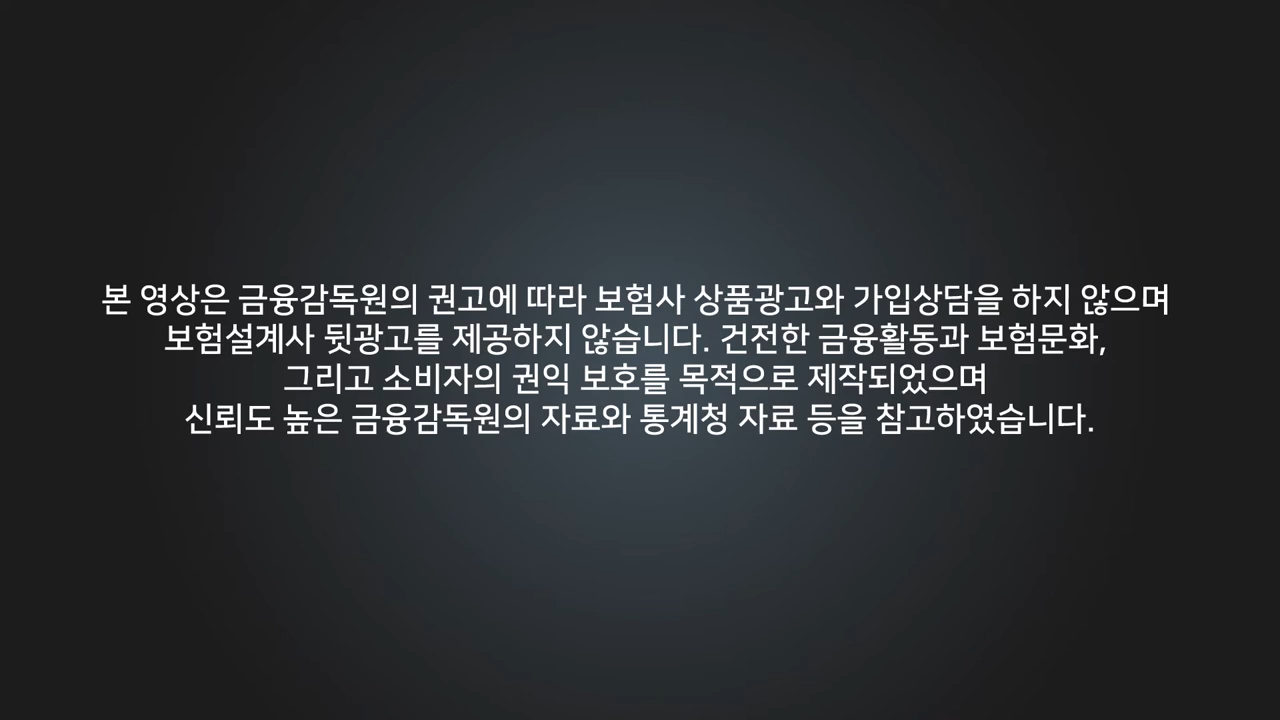 본 영상은 금융감독원의 권고에 따라 보험사 상품광고와 가입상담을 하지 않으며
보험설계사 뒷광고를 제공하지 않습니다. 건전한 금융활동과 보험문화,
그리고 소비자의 권익 보호를 목적으로 제작되었으며
신뢰도 높은 금융감독원의 자료와 통계청 자료 등을 참고하였습니다.